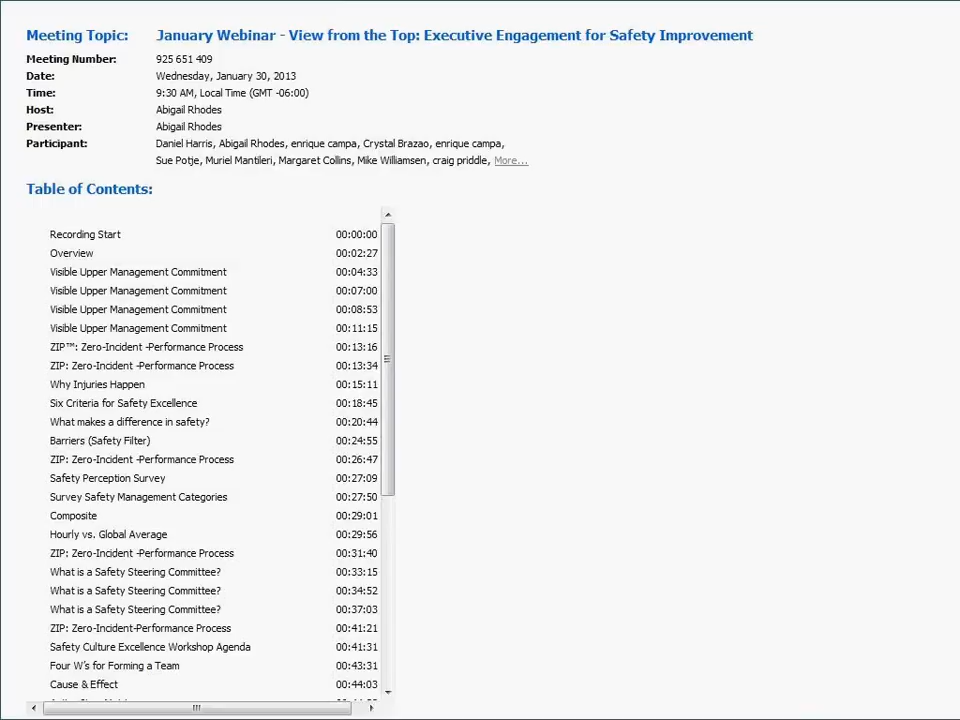 Meeting Topic: January Webinar - View from the Top: Executive Engagement for Safety Improvement
Meeting Number: 925 651 409
Date: Wednesday, January 30, 2013
Time: 9:30 AM, Local Time (GMT -06:00)
Host: Abigail Rhodes
Presenter: Abigail Rhodes
Participant: Daniel Harris, Abigail Rhodes, enrique campa, Crystal Brazao, enrique campa,
Sue Potje, Muriel Mantileri, Margaret Collins, Mike Williamsen, craig priddle, More...
Table of Contents:
Recording Start 00:00:00
Overview 00:02:27
Visible Upper Management Commitment 00:04:33
Visible Upper Management Commitment 00:07:00
Visible Upper Management Commitment 00:08:53
Visible Upper Management Commitment 00:11:15
ZIP™: Zero-Incident -Performance Process 00:13:16
ZIP: Zero-Incident -Performance Process 00:13:34
Why Injuries Happen 00:15:11
Six Criteria for Safety Excellence 00:18:45
What makes a difference in safety? 00:20:44
Barriers (Safety Filter) 00:24:55
ZIP: Zero-Incident -Performance Process 00:26:47
Safety Perception Survey 00:27:09
Survey Safety Management Categories 00:27:50
Composite 00:29:01
Hourly vs. Global Average 00:29:56
ZIP: Zero-Incident -Performance Process 00:31:40
What is a Safety Steering Committee? 00:33:15
What is a Safety Steering Committee? 00:34:52
What is a Safety Steering Committee? 00:37:03
ZIP: Zero-Incident-Performance Process 00:41:21
Safety Culture Excellence Workshop Agenda 00:41:31
Four W's for Forming a Team 00:43:31
Cause & Effect 00:44:03